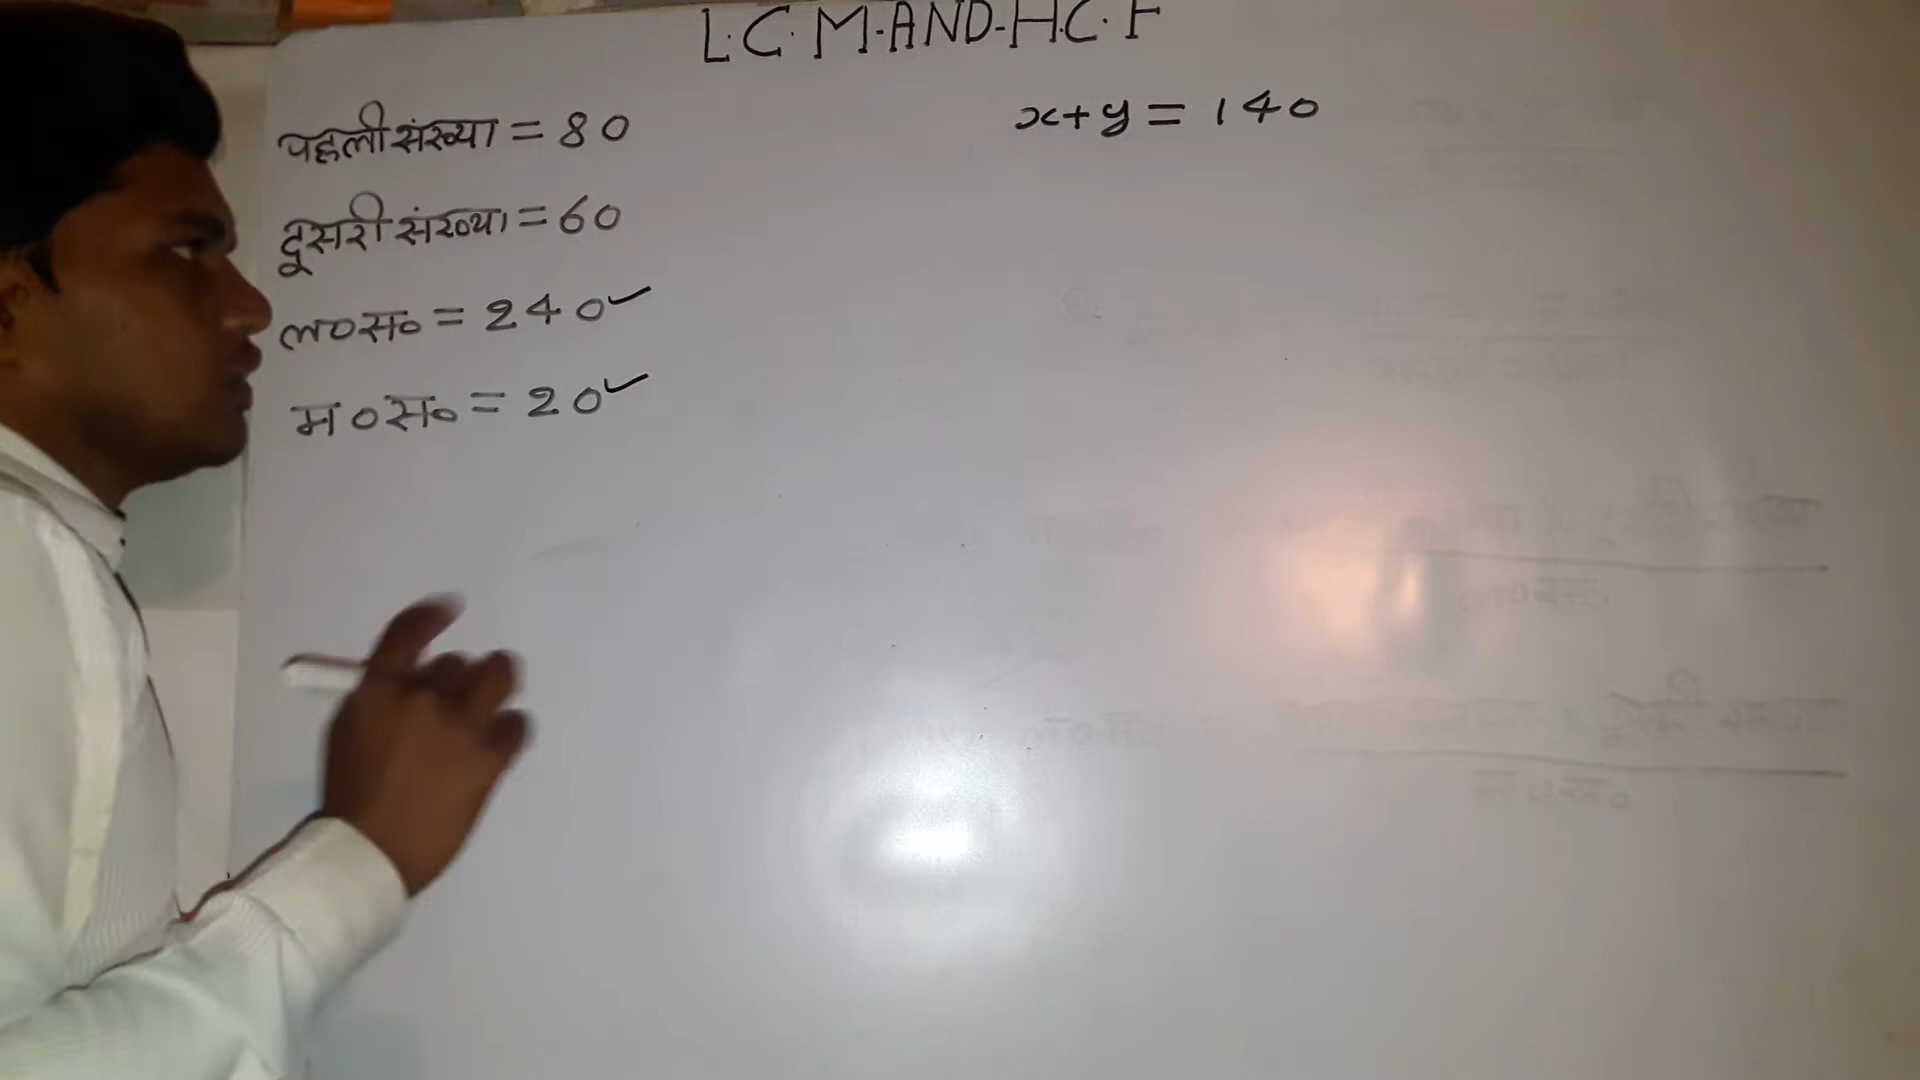 L.C.M-AND-H.C.F
पहली संख्या = 80
x+y = 140
दूसरी संख्या = 60
ल०स० = 240✓
म०स० = 20✓